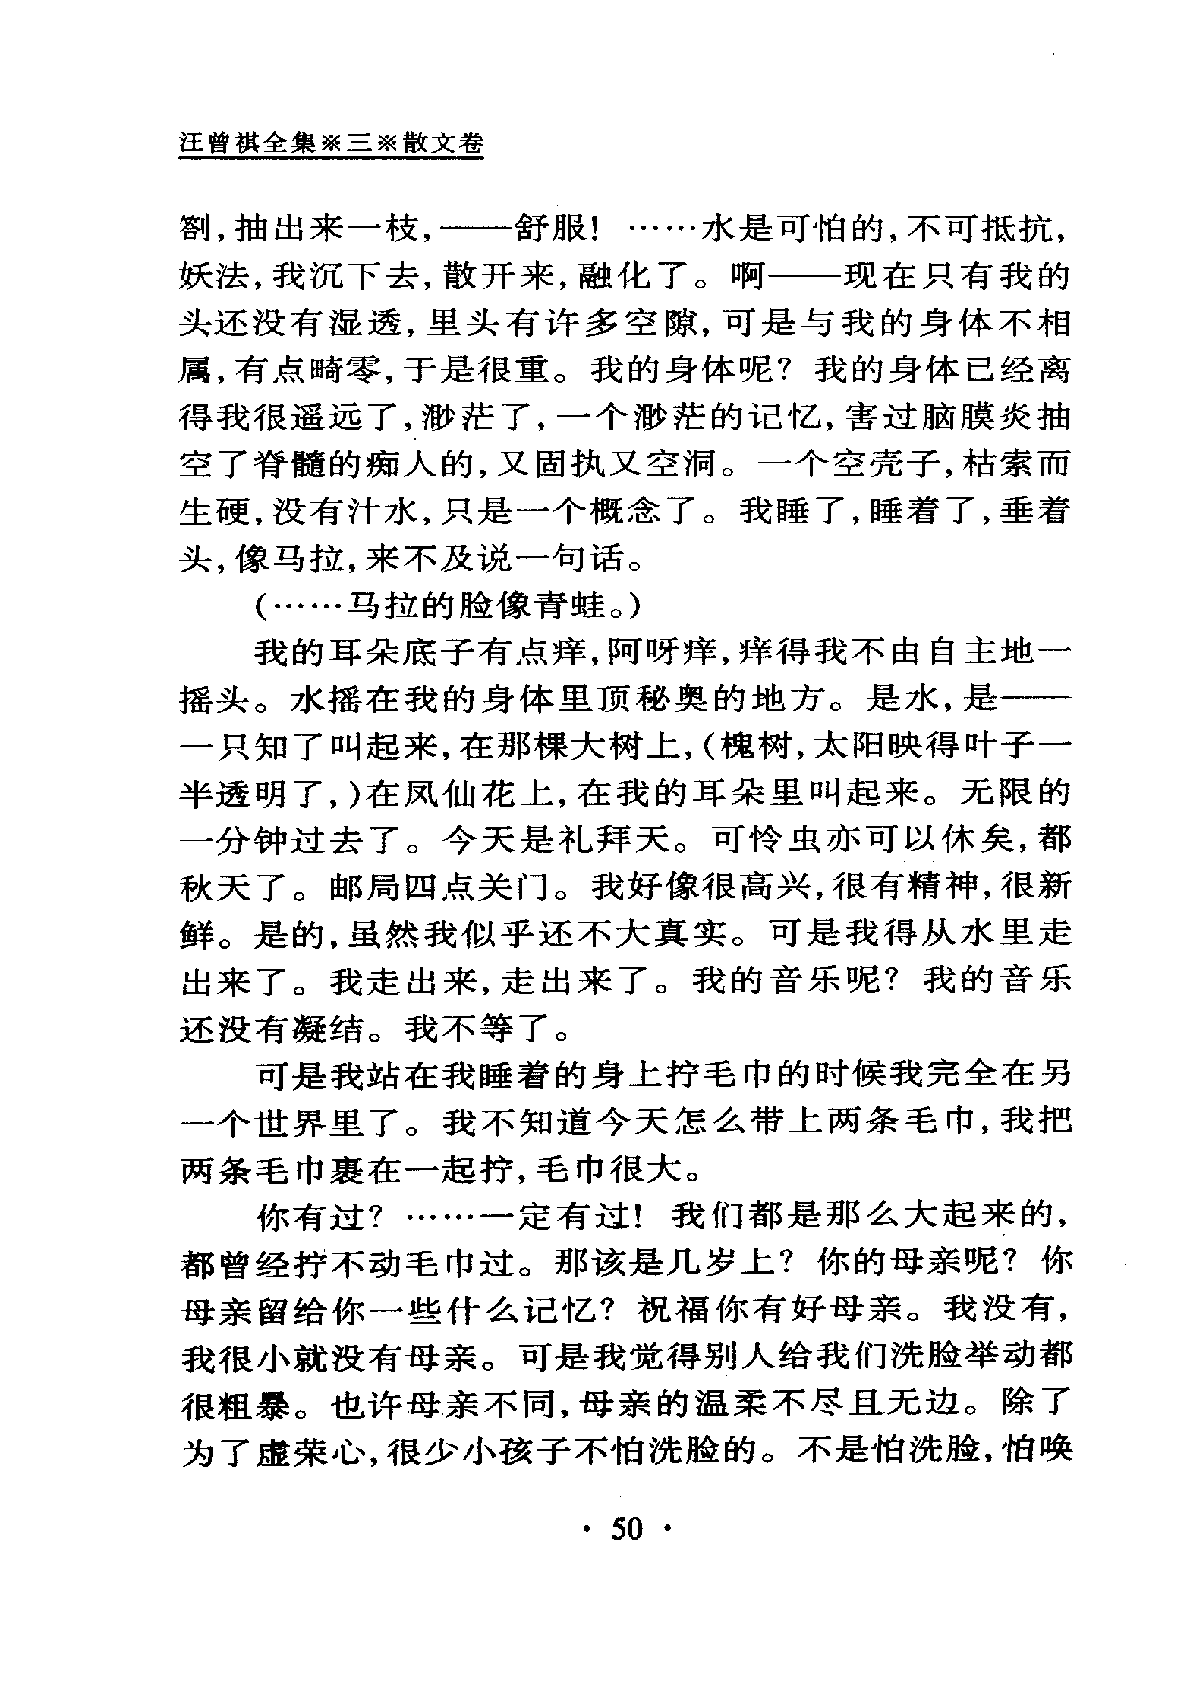 汪曾祺全集※三※散文卷
劄,抽出来一枝,——舒服! ……水是可怕的,不可抵抗,
妖法,我沉下去,散开来,融化了。啊——现在只有我的
头还没有湿透,里头有许多空隙,可是与我的身体不相
属,有点畸零,于是很重。我的身体呢? 我的身体已经离
得我很遥远了,渺茫了,一个渺茫的记忆,害过脑膜炎抽
空了脊髓的痴人的,又固执又空洞。一个空壳子,枯索而
生硬,没有汁水,只是一个概念了。我睡了,睡着了,垂着
头,像马拉,来不及说一句话。
(……马拉的脸像青蛙。)
我的耳朵底子有点痒,阿呀痒,痒得我不由自主地一
摇头。水摇在我的身体里顶秘奥的地方。是水,是——
一只知了叫起来,在那棵大树上,(槐树,太阳映得叶子一
半透明了,)在凤仙花上,在我的耳朵里叫起来。无限的
一分钟过去了。今天是礼拜天。可怜虫亦可以休矣,都
秋天了。邮局四点关门。我好像很高兴,很有精神,很新
鲜。是的,虽然我似乎还不大真实。可是我得从水里走
出来了。我走出来,走出来了。我的音乐呢? 我的音乐
还没有凝结。我不等了。
可是我站在我睡着的身上拧毛巾的时候我完全在另
一个世界里了。我不知道今天怎么带上两条毛巾,我把
两条毛巾裹在一起拧,毛巾很大。
你有过? ……一定有过! 我们都是那么大起来的,
都曾经拧不动毛巾过。那该是几岁上? 你的母亲呢? 你
母亲留给你一些什么记忆? 祝福你有好母亲。我没有,
我很小就没有母亲。可是我觉得别人给我们洗脸举动都
很粗暴。也许母亲不同,母亲的温柔不尽且无边。除了
为了虚荣心,很少小孩子不怕洗脸的。不是怕洗脸,怕唤
· 50 ·